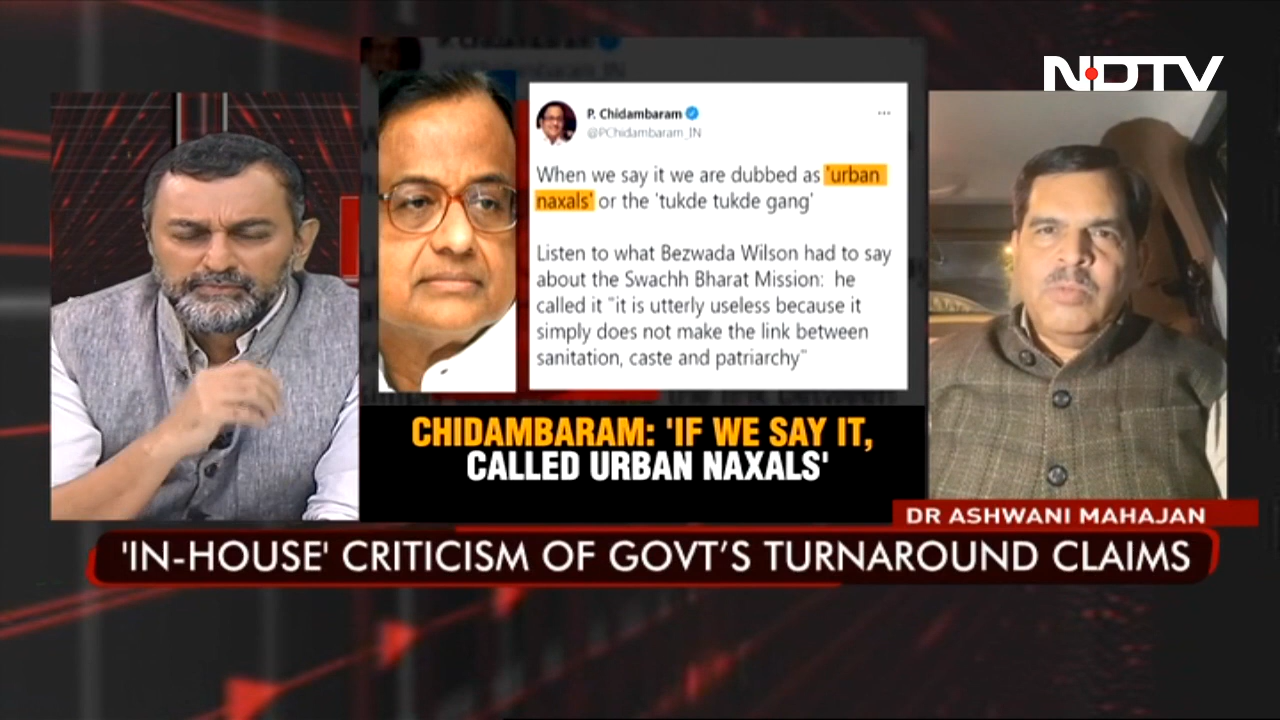 NDTV
P. Chidambaram
@PChidambaram_IN
When we say it we are dubbed as 'urban
naxals' or the 'tukde tukde gang'
Listen to what Bezwada Wilson had to say
about the Swachh Bharat Mission: he
called it "it is utterly useless because it
simply does not make the link between
sanitation, caste and patriarchy"
CHIDAMBARAM: 'IF WE SAY IT,
CALLED URBAN NAXALS'
DR ASHWANI MAHAJAN
'IN-HOUSE' CRITICISM OF GOVT’S TURNAROUND CLAIMS